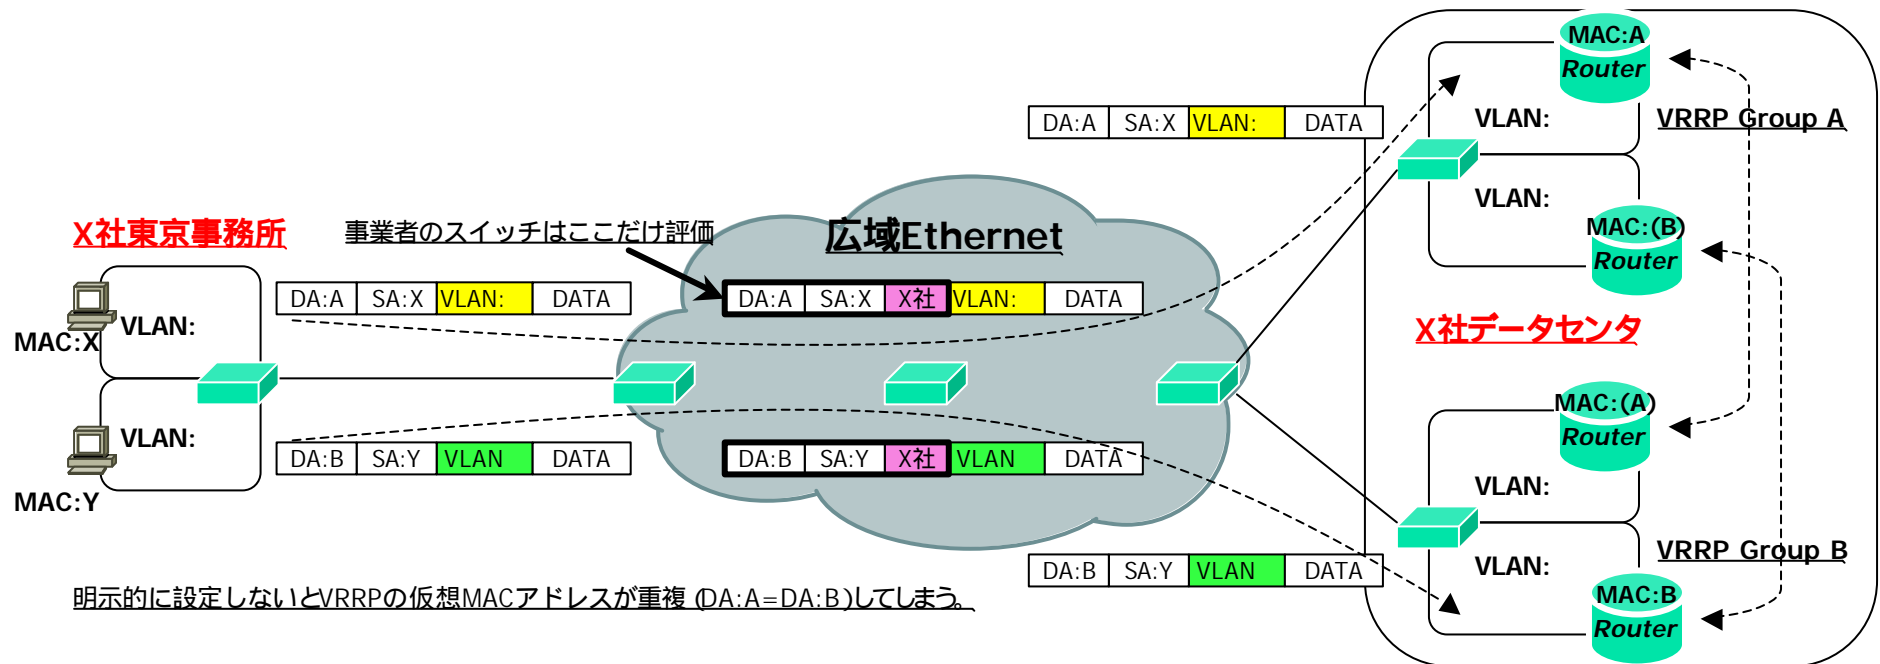 MAC:A
Router
DA:A SA:X VLAN: DATA
VLAN:
VRRP Group A
VLAN:
MAC:(B)
Router
X社東京事務所
事業者のスイッチはここだけ評価
広域Ethernet
DA:A SA:X VLAN: DATA
DA:A SA:X X社 VLAN: DATA
MAC:X
VLAN:
X社データセンタ
MAC:(A)
Router
VLAN:
DA:B SA:Y VLAN DATA
DA:B SA:Y X社 VLAN DATA
MAC:Y
VLAN:
VRRP Group B
VLAN:
DA:B SA:Y VLAN DATA
MAC:B
Router
明示的に設定しないとVRRPの仮想MACアドレスが重複(DA:A=DA:B)してしまう。